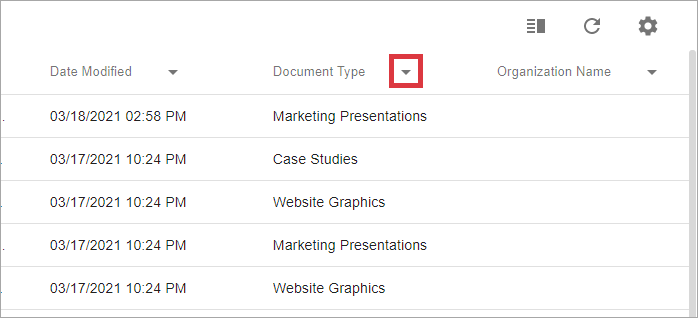 Date Modified Document Type Organization Name
. 03/18/2021 02:58 PM Marketing Presentations
. 03/17/2021 10:24 PM Case Studies
. 03/17/2021 10:24 PM Website Graphics
. 03/17/2021 10:24 PM Marketing Presentations
. 03/17/2021 10:24 PM Website Graphics